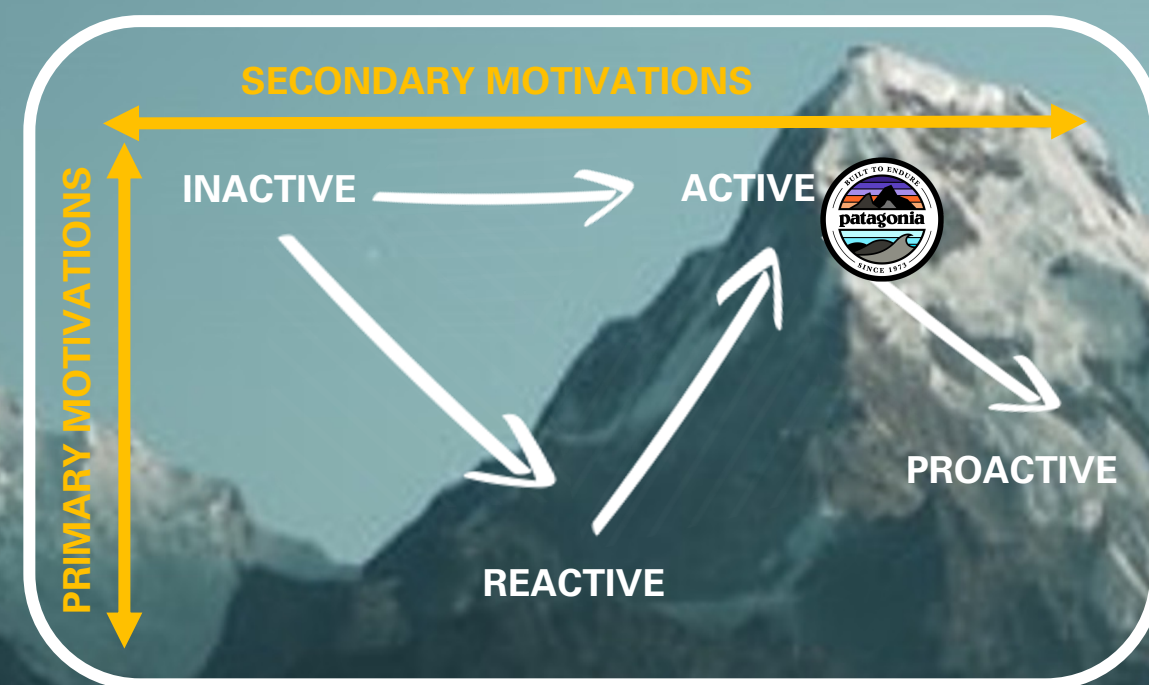 SECONDARY MOTIVATIONS
PRIMARY MOTIVATIONS
INACTIVE
ACTIVE
BUILT TO ENDURE
patagonia
SINCE 1973
PROACTIVE
REACTIVE